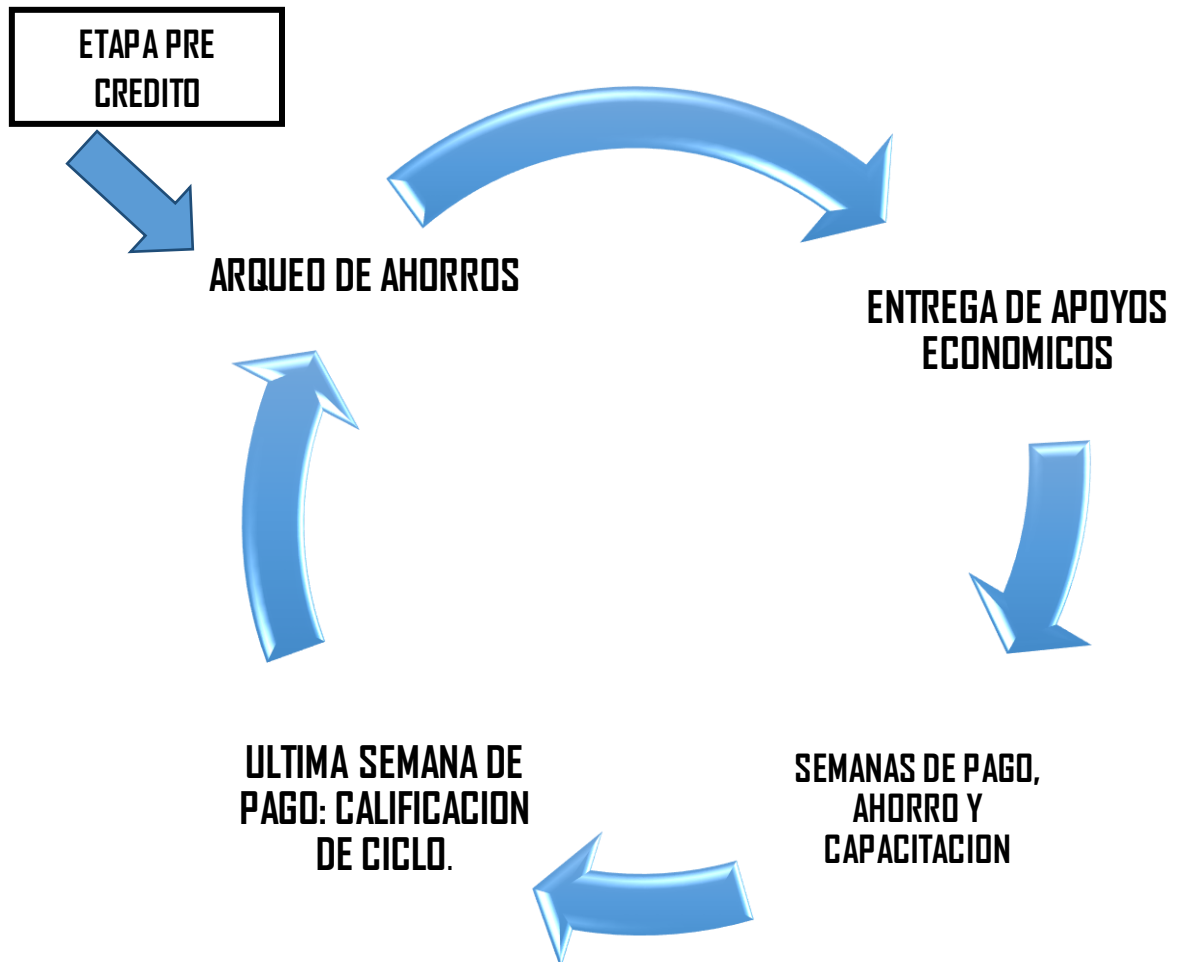 ETAPA PRE
CREDITO
ARQUEO DE AHORROS
ENTREGA DE APOYOS
ECONOMICOS
SEMANAS DE PAGO,
AHORRO Y
CAPACITACION
ULTIMA SEMANA DE
PAGO: CALIFICACION
DE CICLO.